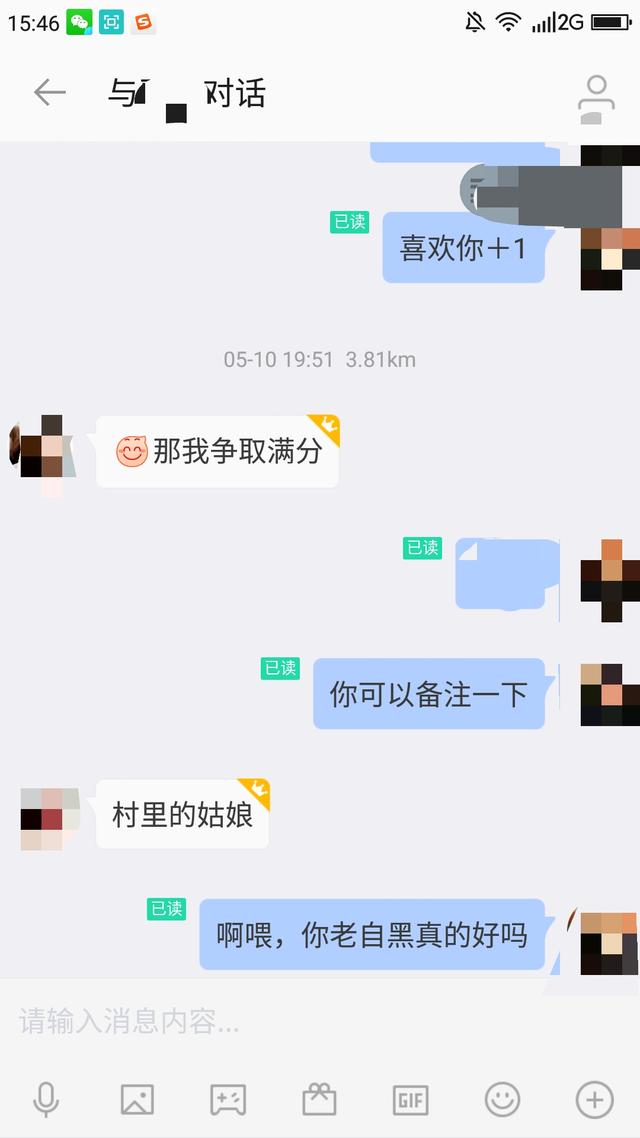 15:46
2G
与 对话
已读
喜欢你+1
05-10 19:51 3.81km
那我争取满分
已读
已读
你可以备注一下
村里的姑娘
已读
啊喂，你老自黑真的好吗
请输入消息内容...
GIF